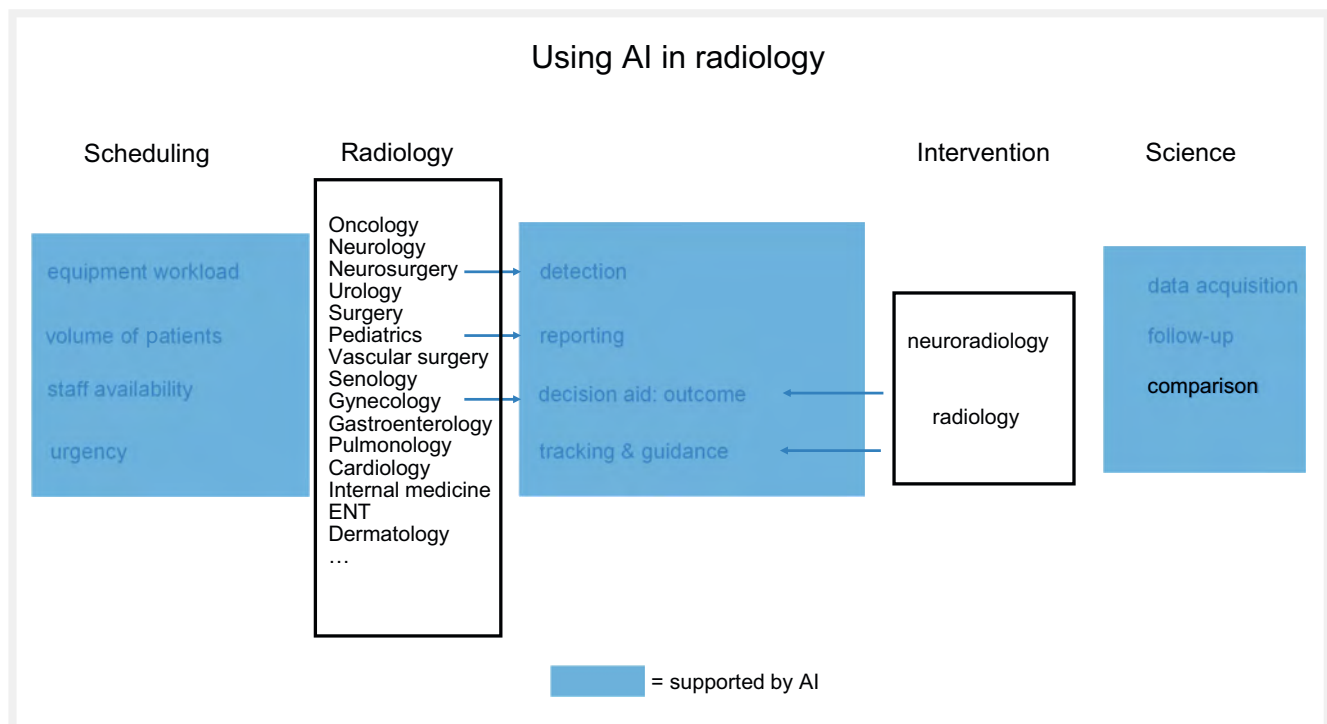 Using AI in radiology
Scheduling
equipment workload
volume of patients
staff availability
urgency
Radiology
Oncology
Neurology
Neurosurgery
Urology
Surgery
Pediatrics
Vascular surgery
Senology
Gynecology
Gastroenterology
Pulmonology
Cardiology
Internal medicine
ENT
Dermatology
…
detection
reporting
decision aid: outcome
tracking & guidance
Intervention
neuroradiology
radiology
Science
data acquisition
follow-up
comparison
= supported by AI